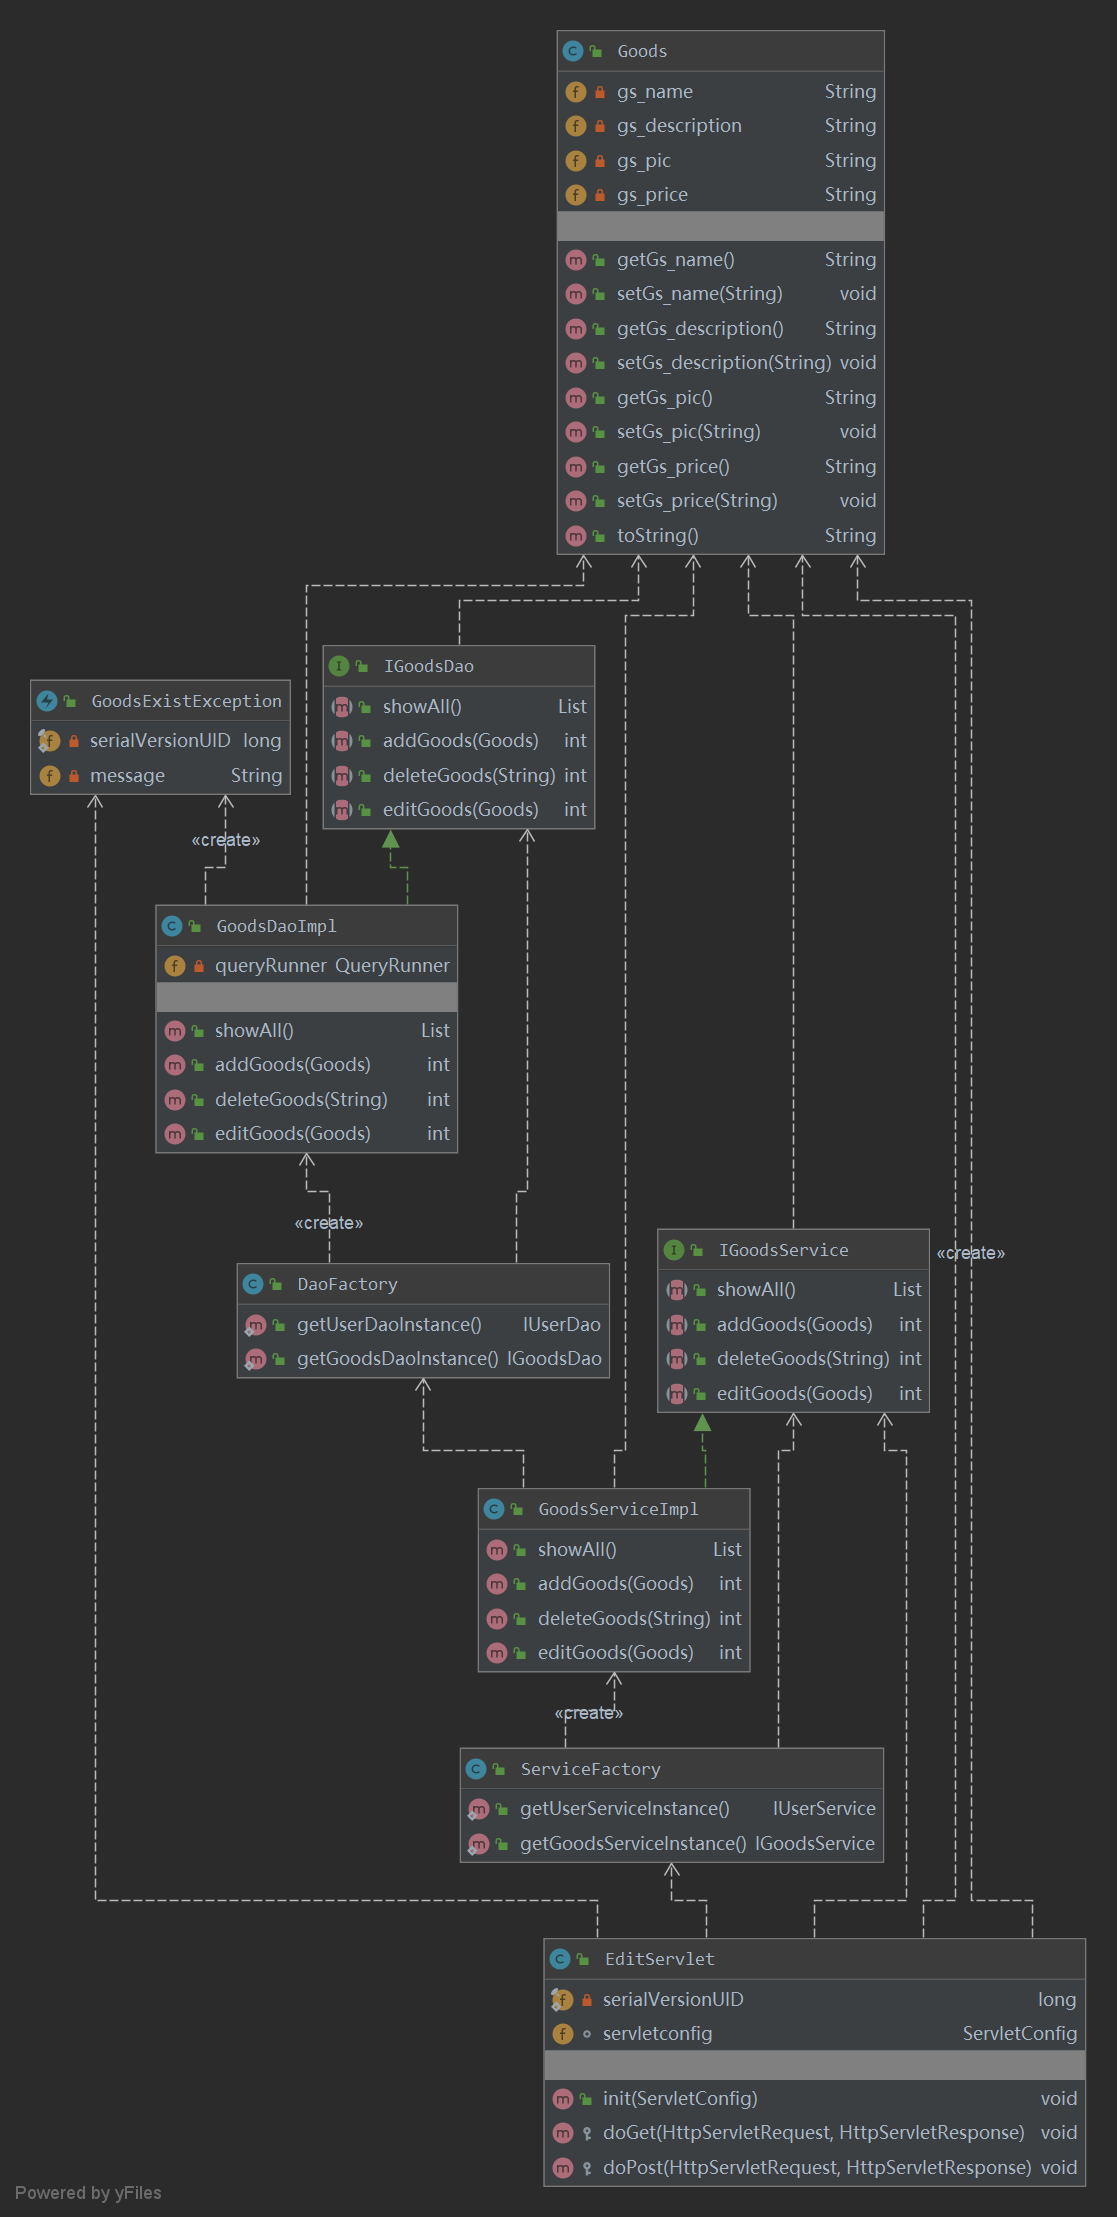 Goods
gs_name String
gs_description String
gs_pic String
gs_price String
getGs_name() String
setGs_name(String) void
getGs_description() String
setGs_description(String) void
getGs_pic() String
setGs_pic(String) void
getGs_price() String
setGs_price(String) void
toString() String
IGoodsDao
showAll() List
addGoods(Goods) int
deleteGoods(String) int
editGoods(Goods) int
GoodsExistException
serialVersionUID long
message String
«create»
GoodsDaoImpl
queryRunner QueryRunner
showAll() List
addGoods(Goods) int
deleteGoods(String) int
editGoods(Goods) int
«create»
DaoFactory
getUserDaoInstance() IUserDao
getGoodsDaoInstance() IGoodsDao
IGoodsService
showAll() List
addGoods(Goods) int
deleteGoods(String) int
editGoods(Goods) int
«create»
GoodsServiceImpl
showAll() List
addGoods(Goods) int
deleteGoods(String) int
editGoods(Goods) int
«create»
ServiceFactory
getUserServiceInstance() IUserService
getGoodsServiceInstance() IGoodsService
EditServlet
serialVersionUID long
servletconfig ServletConfig
init(ServletConfig) void
doGet(HttpServletRequest, HttpServletResponse) void
doPost(HttpServletRequest, HttpServletResponse) void
Powered by yFiles